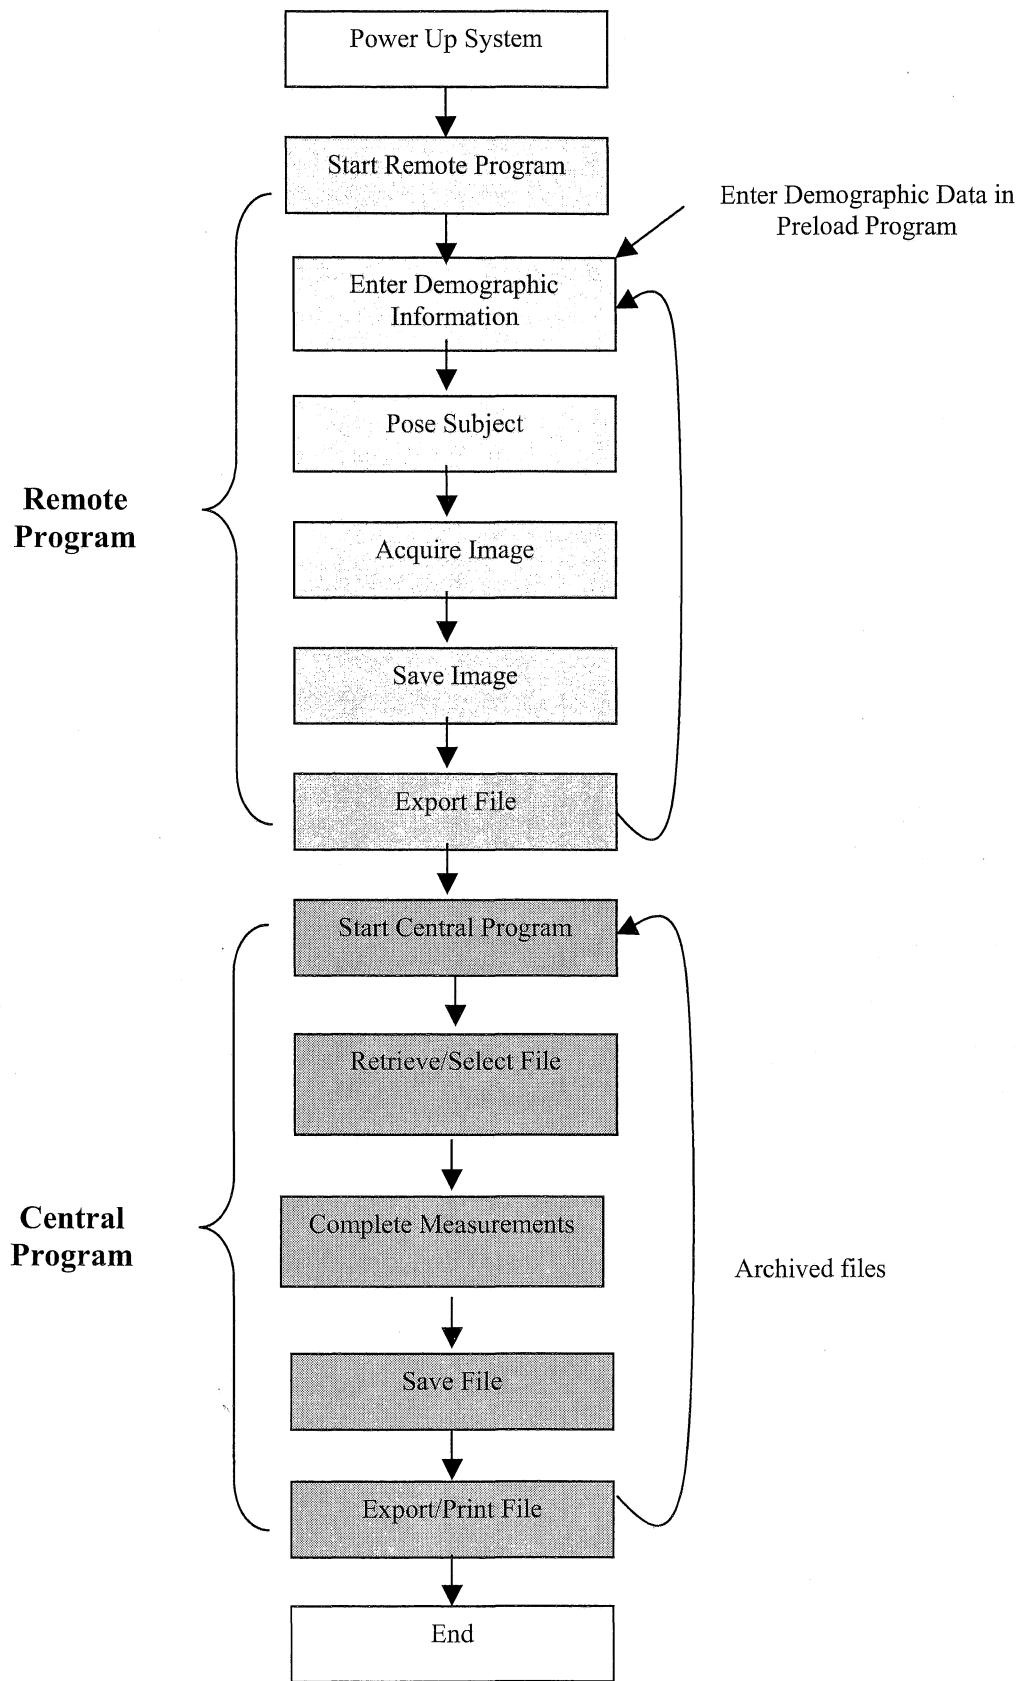 Power Up System
Start Remote Program
Enter Demographic Data in
Preload Program
Enter Demographic
Information
Pose Subject
Remote
Program
Acquire Image
Save Image
Export File
Start Central Program
Retrieve/Select File
Central
Program
Complete Measurements
Archived files
Save File
Export/Print File
End